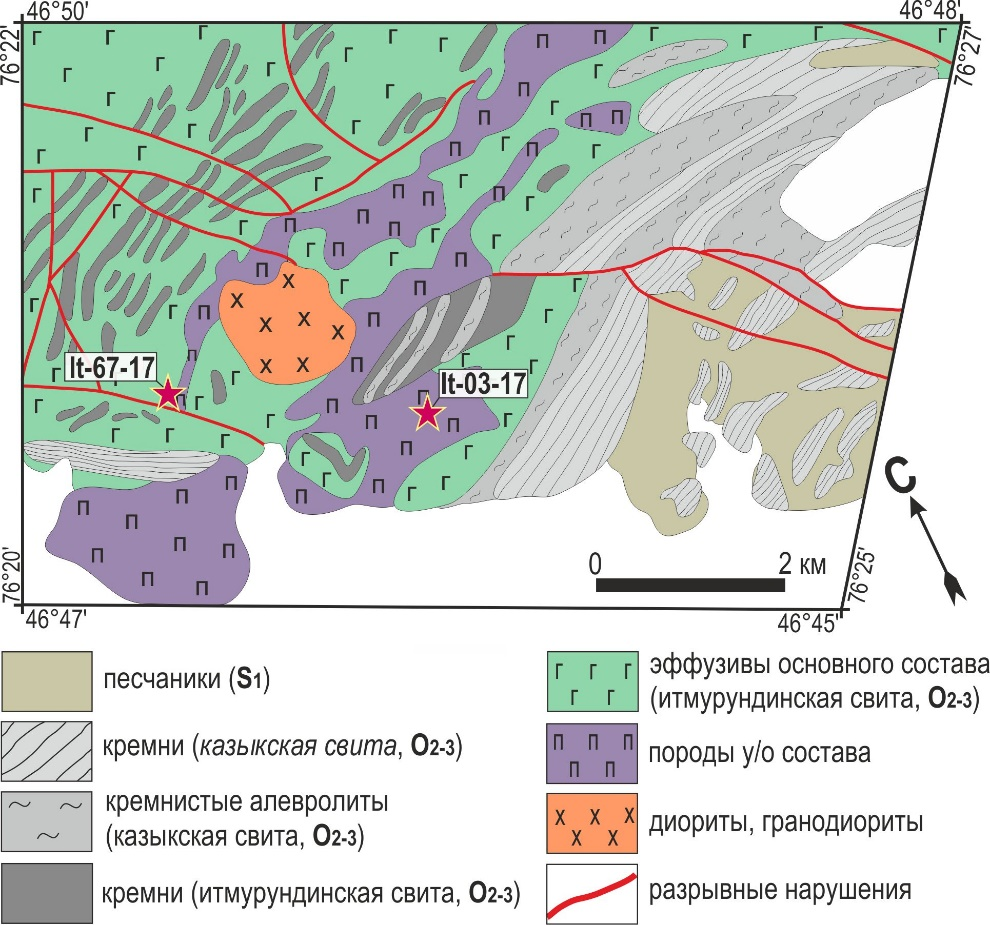 46°50'
46°48'
76°22'
76°27'
It-67-17
It-03-17
С
0
2 км
76°20'
76°25'
46°47'
46°45'
песчаники (S1)
кремни (казыкская свита, O2-3)
кремнистые алевролиты
(казыкская свита, O2-3)
кремни (итмурундинская свита, O2-3)
эффузивы основного состава
(итмурундинская свита, O2-3)
породы у/о состава
диориты, гранодиориты
разрывные нарушения